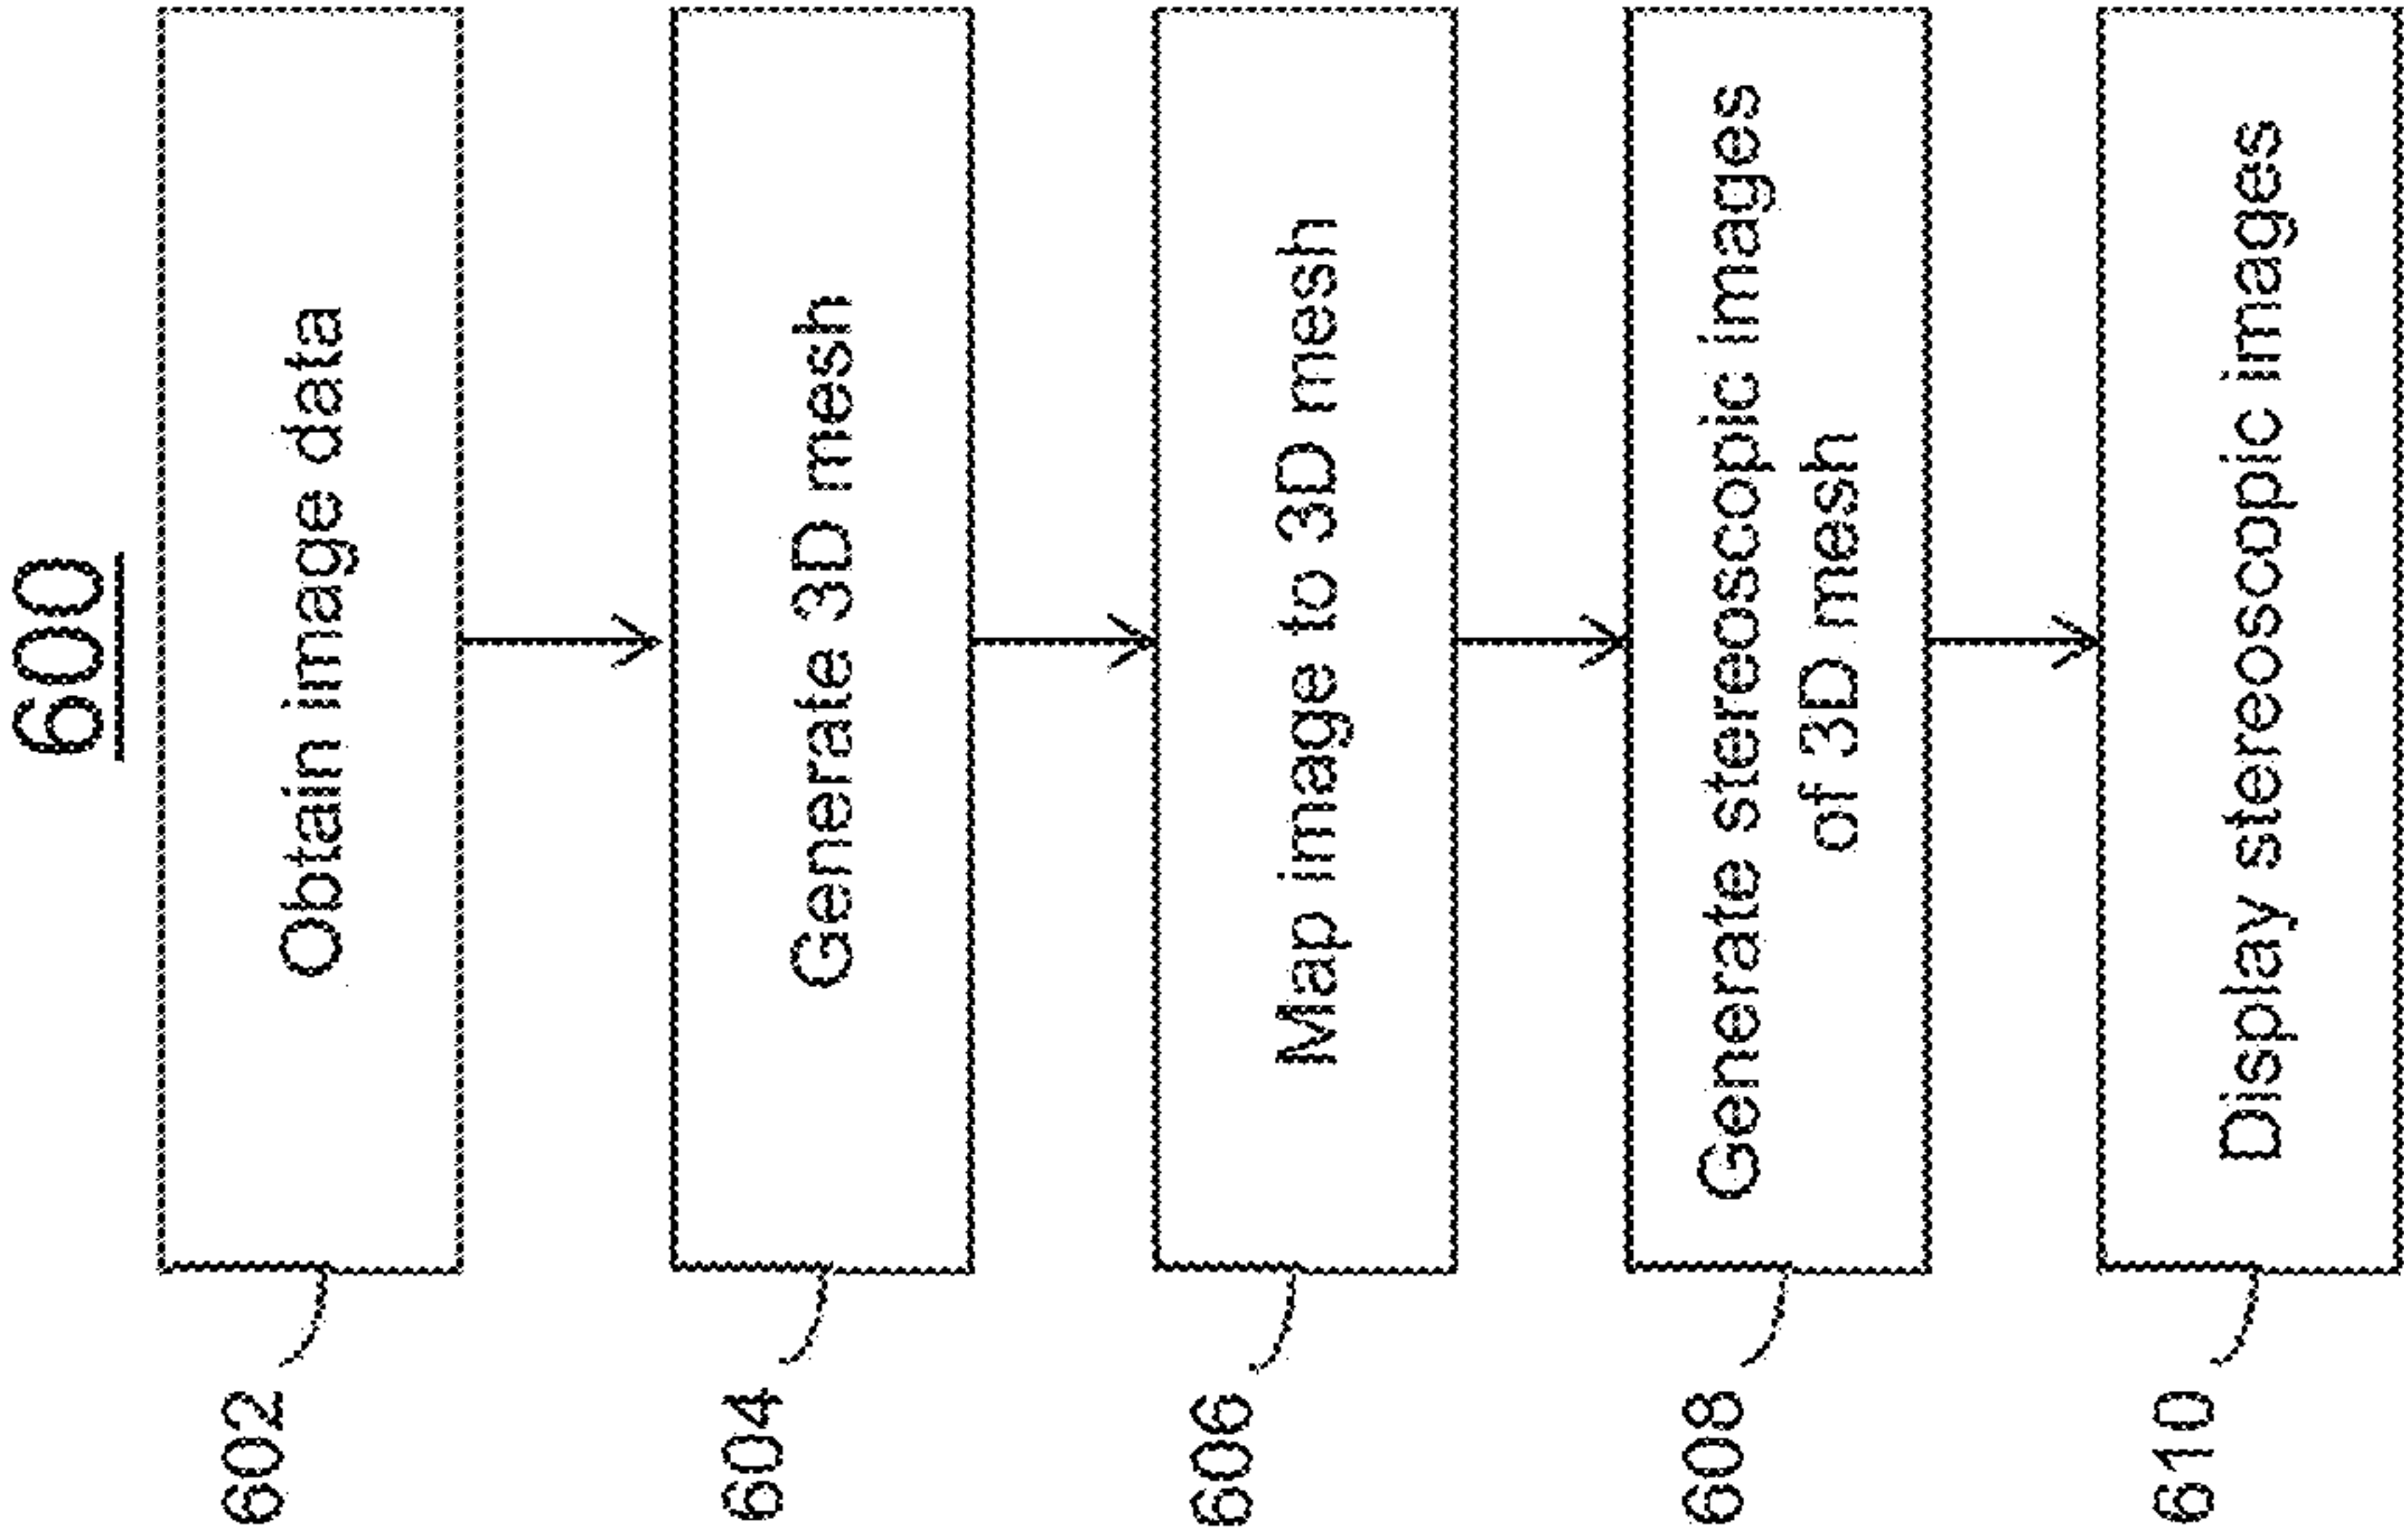 600
602
Obtain image data
604
Generate 3D mesh
606
Map image to 3D mesh
608
Generate stereoscopic images
of 3D mesh
610
Display stereoscopic images